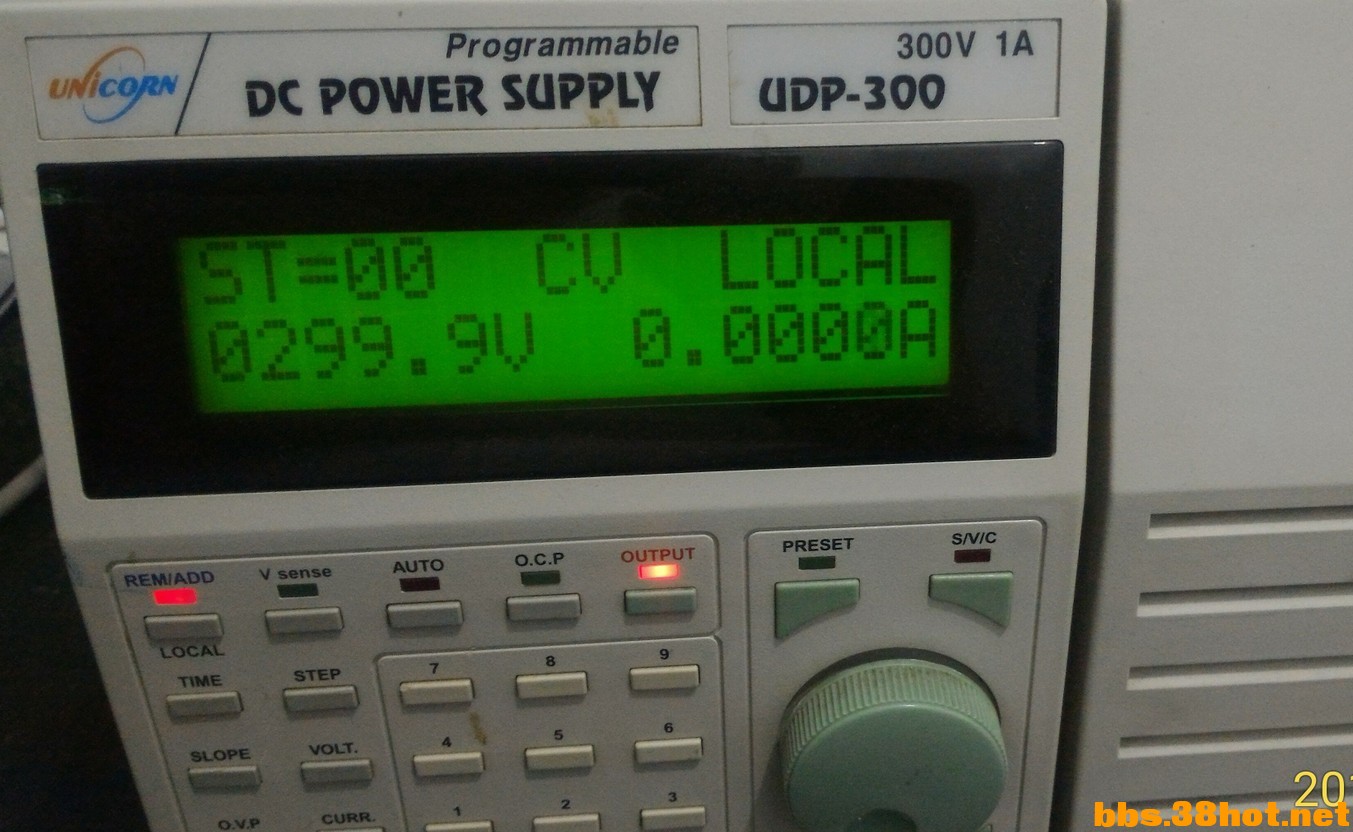 UNICORN
Programmable
DC POWER SUPPLY
300V 1A
UDP-300
ST=00 CV LOCAL
0299.9V 0.0000A
REM/ADD V sense AUTO O.C.P OUTPUT
LOCAL
PRESET S/V/C
TIME STEP 7 8 9
SLOPE VOLT. 4 5 6
O.V.P CURR. 1 2 3
bbs.38hot.net